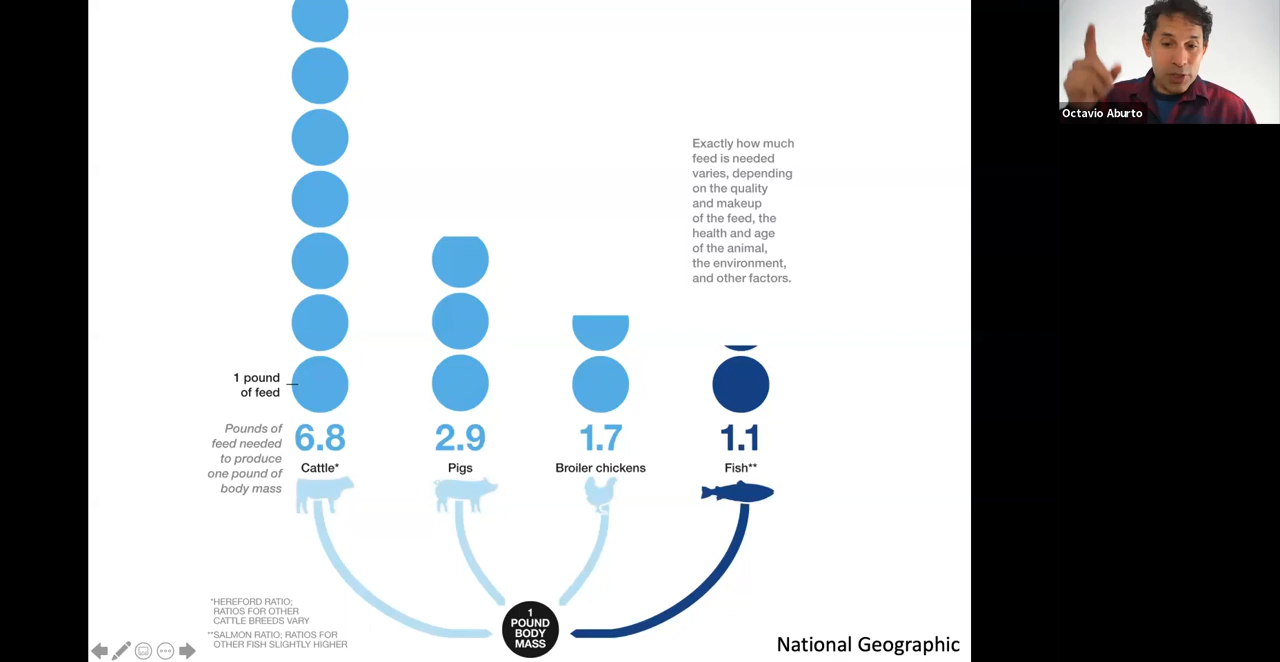 Octavio Aburto
Exactly how much
feed is needed
varies, depending
on the quality
and makeup
of the feed, the
health and age
of the animal,
the environment,
and other factors.
1 pound
of feed
Pounds of
feed needed
to produce
one pound of
body mass
6.8
Cattle*
2.9
Pigs
1.7
Broiler chickens
1.1
Fish**
1
POUND
BODY
MASS
*HEREFORD RATIO;
RATIOS FOR OTHER
CATTLE BREEDS VARY
**SALMON RATIO; RATIOS FOR
OTHER FISH SLIGHTLY HIGHER
National Geographic